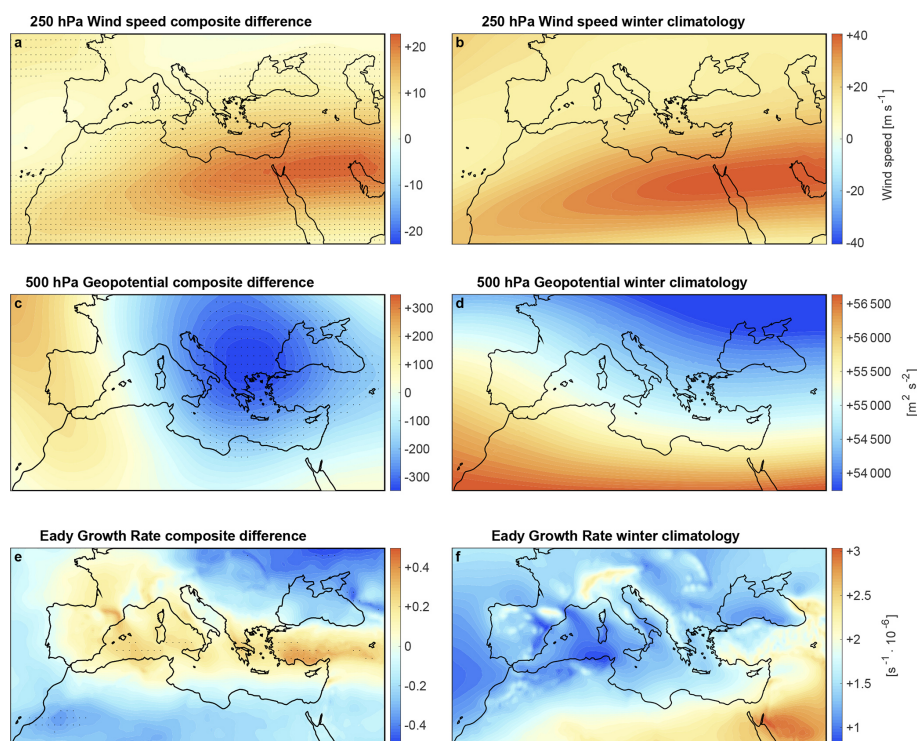 250 hPa Wind speed composite difference
250 hPa Wind speed winter climatology
a
+20
+10
0
-10
-20
b
+40
+20
0
-20
-40
Wind speed [m s⁻¹]
500 hPa Geopotential composite difference
500 hPa Geopotential winter climatology
c
+300
+200
+100
0
-100
-200
-300
d
+56 500
+56 000
+55 500
+55 000
+54 500
+54 000
[m² s⁻²]
Eady Growth Rate composite difference
Eady Growth Rate winter climatology
e
+0.4
+0.2
0
-0.2
-0.4
f
+3
+2.5
+2
+1.5
+1
[s⁻¹ · 10⁻⁶]